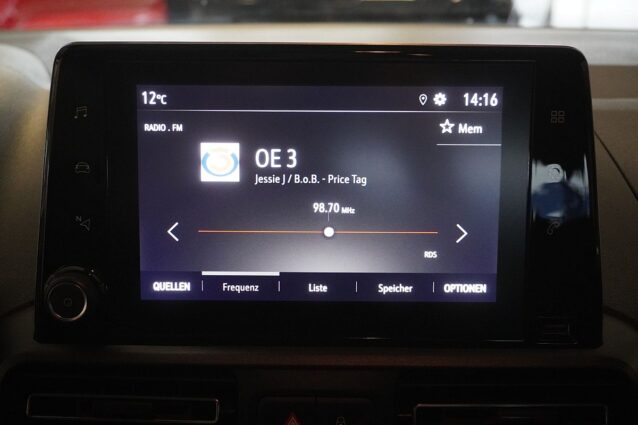 12°C
14:16
RADIO . FM
Mem
OE 3
Jessie J / B.o.B. - Price Tag
98.70 MHz
RDS
QUELLEN
Frequenz
Liste
Speicher
OPTIONEN
N